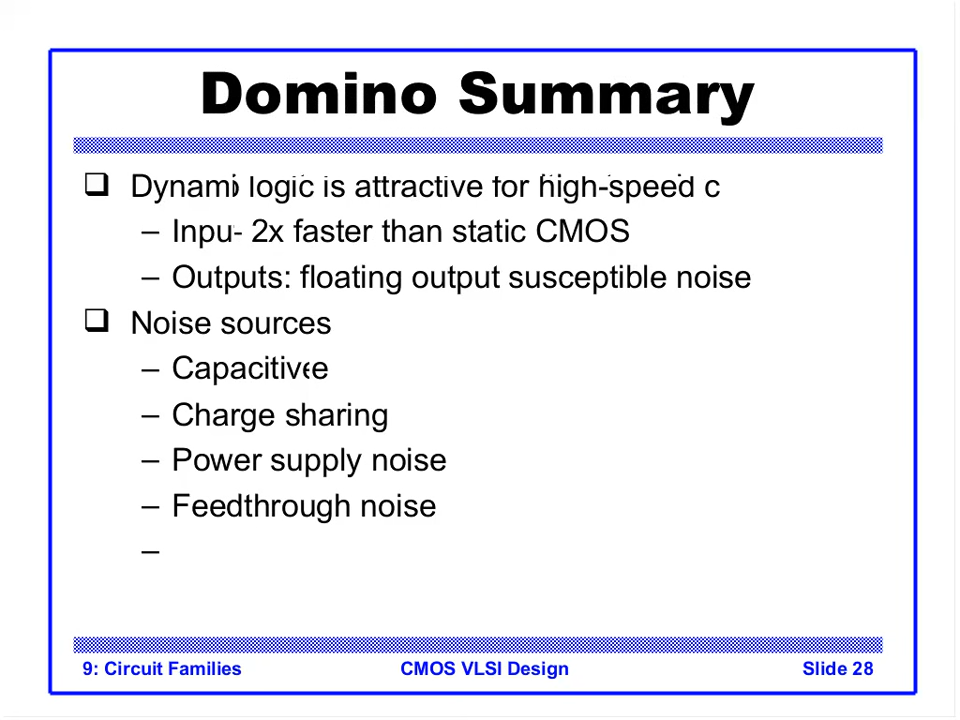 Domino Summary
❑ Dynami logic is attractive for high-speed c
– Inpu- 2x faster than static CMOS
– Outputs: floating output susceptible noise
❑ Noise sources
– Capacitive
– Charge sharing
– Power supply noise
– Feedthrough noise
–
9: Circuit Families CMOS VLSI Design Slide 28